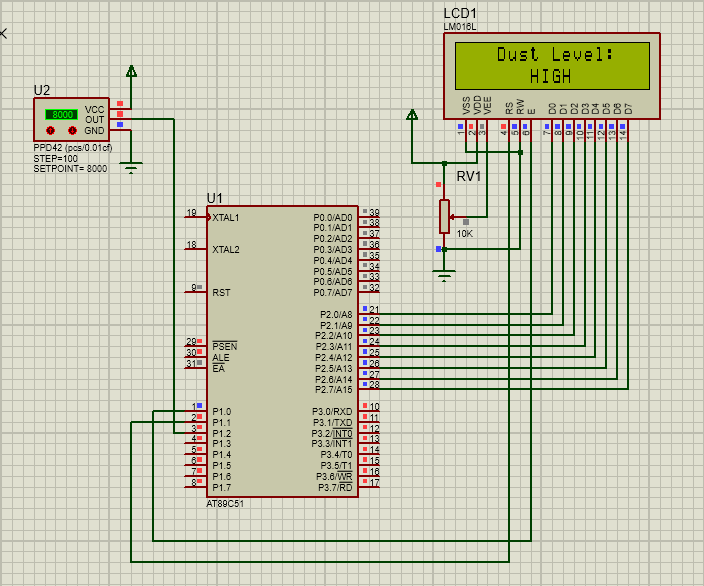 LCD1
LM016L
Dust Level:
HIGH
VSS
VDD
VEE
RS
RW
E
D0
D1
D2
D3
D4
D5
D6
D7
1
2
3
4
5
6
7
8
9
10
11
12
13
14
U2
8000
VCC
OUT
GND
PPD42 (pcs/0.01cf)
STEP=100
SETPOINT= 8000
RV1
10K
U1
19 XTAL1
18 XTAL2
9 RST
29 PSEN
30 ALE
31 EA
1 P1.0
2 P1.1
3 P1.2
4 P1.3
5 P1.4
6 P1.5
7 P1.6
8 P1.7
P0.0/AD0 39
P0.1/AD1 38
P0.2/AD2 37
P0.3/AD3 36
P0.4/AD4 35
P0.5/AD5 34
P0.6/AD6 33
P0.7/AD7 32
P2.0/A8 21
P2.1/A9 22
P2.2/A10 23
P2.3/A11 24
P2.4/A12 25
P2.5/A13 26
P2.6/A14 27
P2.7/A15 28
P3.0/RXD 10
P3.1/TXD 11
P3.2/INT0 12
P3.3/INT1 13
P3.4/T0 14
P3.5/T1 15
P3.6/WR 16
P3.7/RD 17
AT89C51